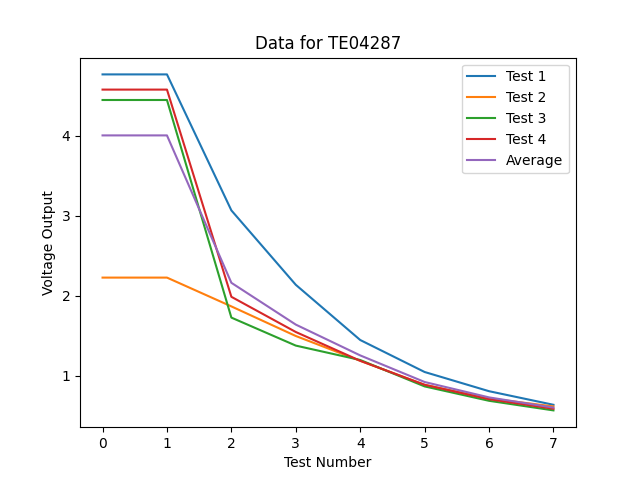 Data for TE04287
Test 1
Test 2
Test 3
Test 4
Average
Voltage Output
4
3
2
1
0 1 2 3 4 5 6 7
Test Number